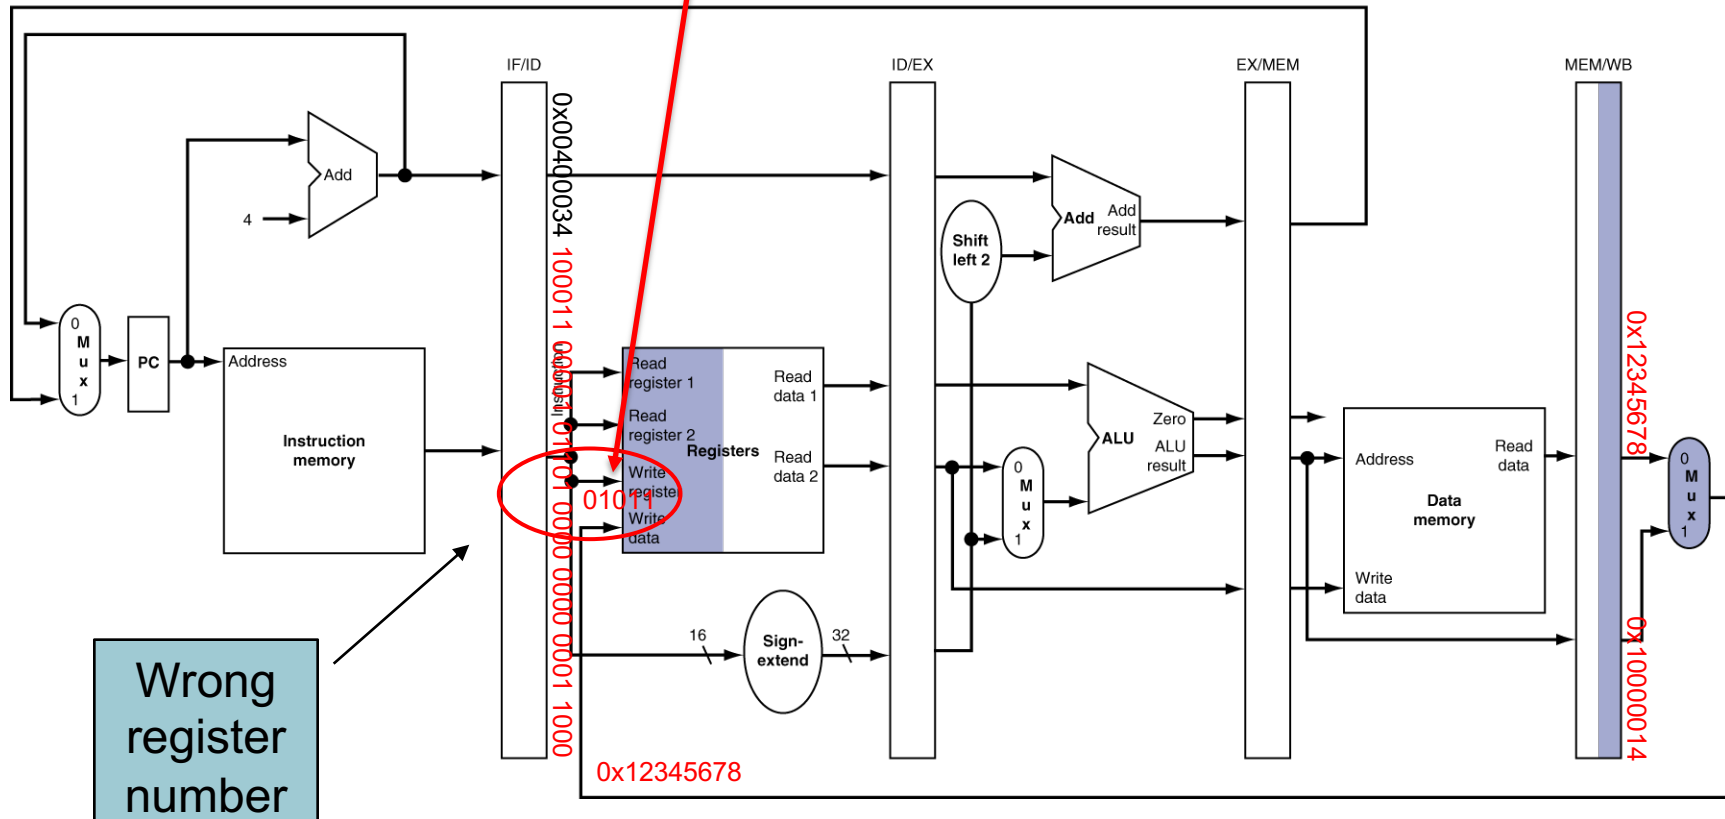 IF/ID
ID/EX
EX/MEM
MEM/WB
Add
4
0
M
u
x
1
PC
Address
Instruction
memory
0x00400034
100011 00001 01101 0000 0000 0001 1000
Instruction
Read
register 1
Read
register 2
Write
register
01011
Write
data
Registers
Read
data 1
Read
data 2
16
Sign-
extend
32
Shift
left 2
Add
Add
result
0
M
u
x
1
ALU
Zero
ALU
result
Address
Read
data
Data
memory
Write
data
0x12345678
0x10000014
0
M
u
x
1
0x12345678
Wrong
register
number